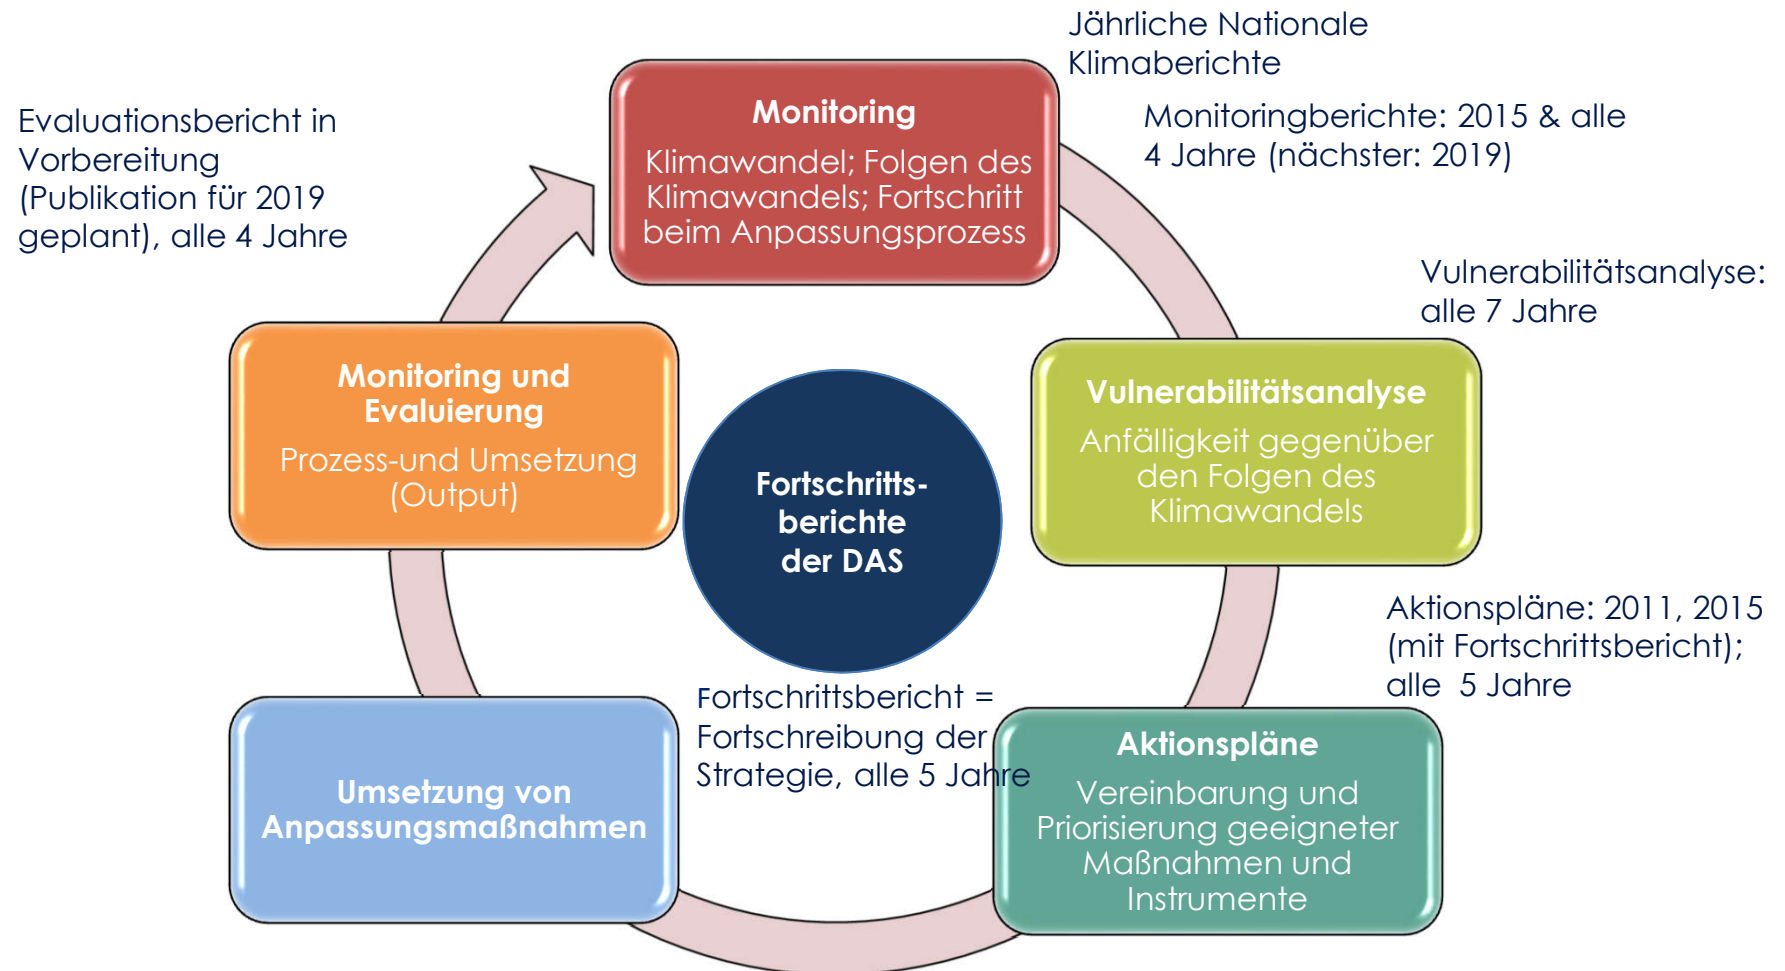 Jährliche Nationale
Klimaberichte
Monitoring
Klimawandel; Folgen des
Klimawandels; Fortschritt
beim Anpassungsprozess
Monitoringberichte: 2015 & alle
4 Jahre (nächster: 2019)
Evaluationsbericht in
Vorbereitung
(Publikation für 2019
geplant), alle 4 Jahre
Vulnerabilitätsanalyse:
alle 7 Jahre
Monitoring und
Evaluierung
Prozess-und Umsetzung
(Output)
Vulnerabilitätsanalyse
Anfälligkeit gegenüber
den Folgen des
Klimawandels
Fortschritts-
berichte
der DAS
Aktionspläne: 2011, 2015
(mit Fortschrittsbericht);
alle  5 Jahre
Fortschrittsbericht =
Fortschreibung der
Strategie, alle 5 Jahre
Umsetzung von
Anpassungsmaßnahmen
Aktionspläne
Vereinbarung und
Priorisierung geeigneter
Maßnahmen und
Instrumente